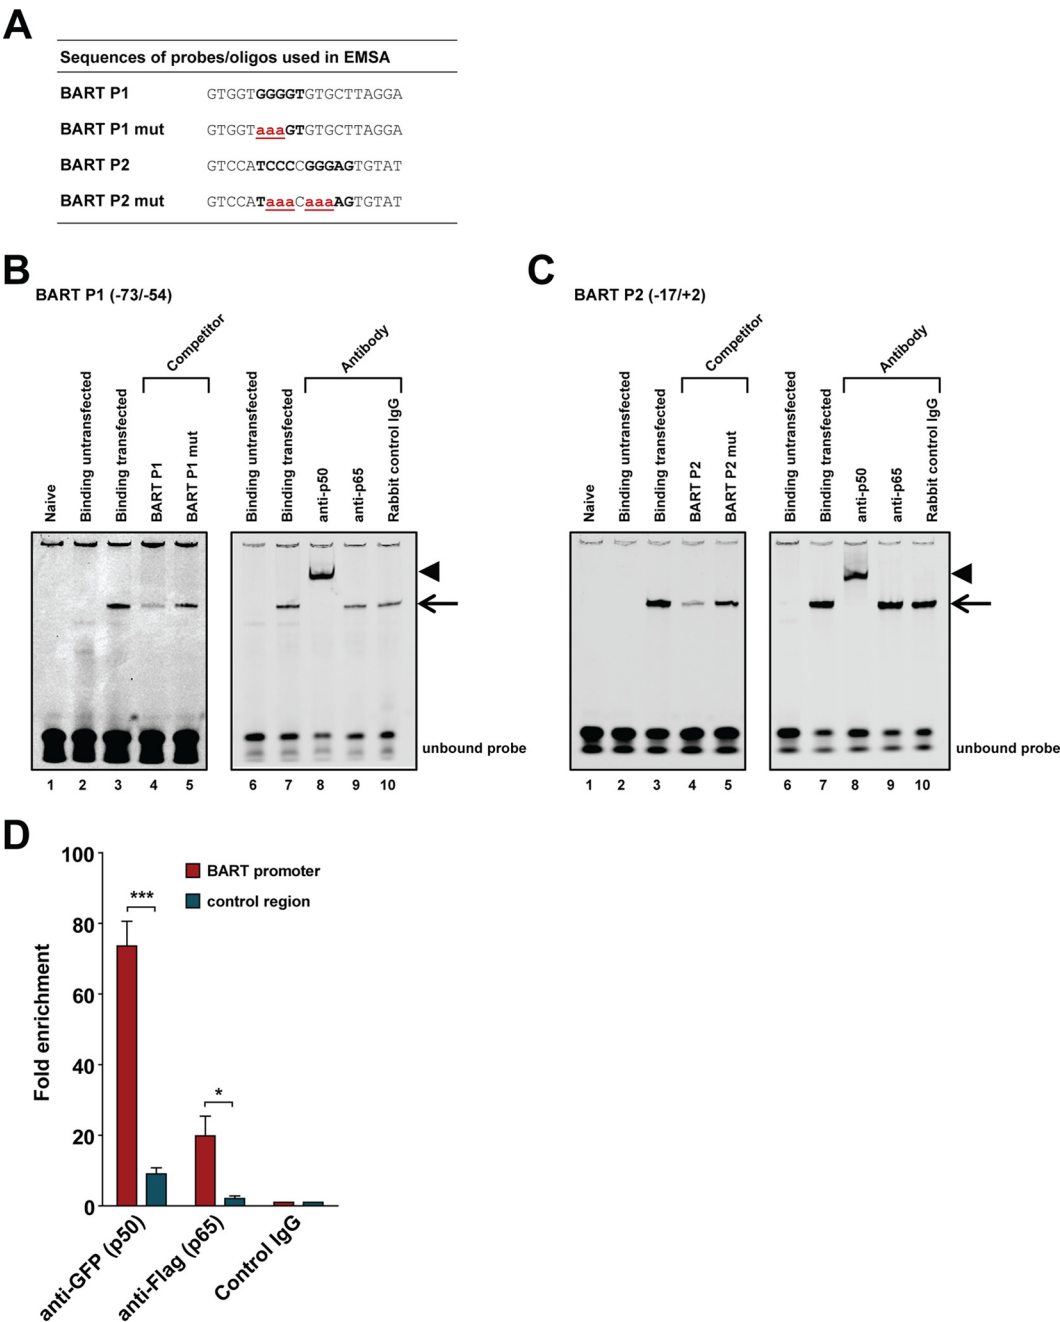 A
Sequences of probes/oligos used in EMSA
BART P1 GTGGTGGGGTGTGCTTAGGA
BART P1 mut GTGGTaaaGTGTGCTTAGGA
BART P2 GTCCATCCCCGGGAGTGTAT
BART P2 mut GTCCATaaaCaaaAGTGTAT
B
BART P1 (-73/-54)
Competitor
Antibody
Naive
Binding untransfected
Binding transfected
BART P1
BART P1 mut
Binding untransfected
Binding transfected
anti-p50
anti-p65
Rabbit control IgG
unbound probe
1 2 3 4 5 6 7 8 9 10
C
BART P2 (-17/+2)
Competitor
Antibody
Naive
Binding untransfected
Binding transfected
BART P2
BART P2 mut
Binding untransfected
Binding transfected
anti-p50
anti-p65
Rabbit control IgG
unbound probe
1 2 3 4 5 6 7 8 9 10
D
Fold enrichment
100
80
60
40
20
0
BART promoter
control region
***
*
anti-GFP (p50)
anti-Flag (p65)
Control IgG